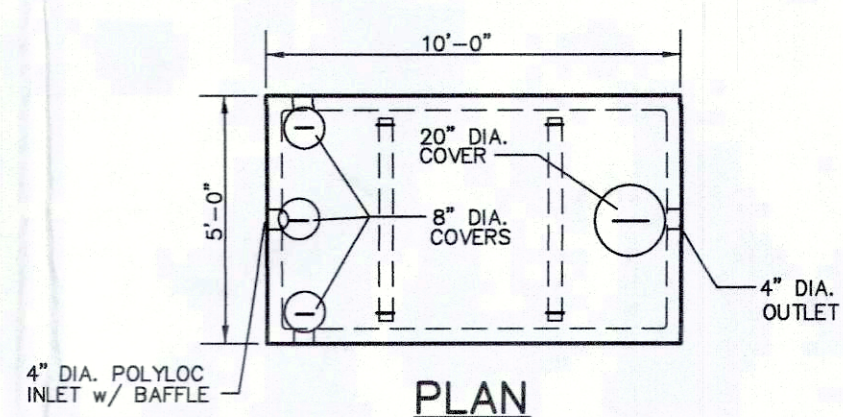 10'-0"
5'-0"
20" DIA.
COVER
8" DIA.
COVERS
4" DIA.
OUTLET
4" DIA. POLYLOC
INLET w/ BAFFLE
PLAN